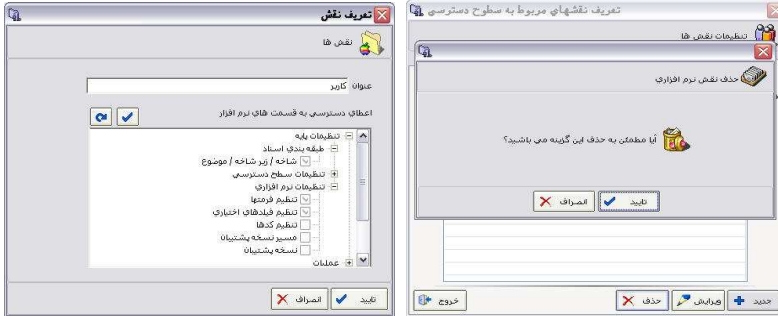 تعریف نقش
نقش ها
عنوان کاربر
اعطای دسترسی به قسمت های نرم افزار
تنظیمات پایه
طبقه بندی اسناد
شاخه / زیر شاخه / موضوع
تنظیمات سطح دسترسی
تنظیمات نرم افزاری
تنظیم فرمتها
تنظیم فیلدهای اختیاری
تنظیم کدها
مسیر نسخه پشتیبان
نسخه پشتیبان
عملیات
تایید انصراف
تعریف نقشهای مربوط به سطوح دسترسی
تنظیمات نقش ها
حذف نقش نرم افزاری
آیا مطمئن به حذف این گزینه می باشید؟
تایید انصراف
جدید ویرایش حذف خروج